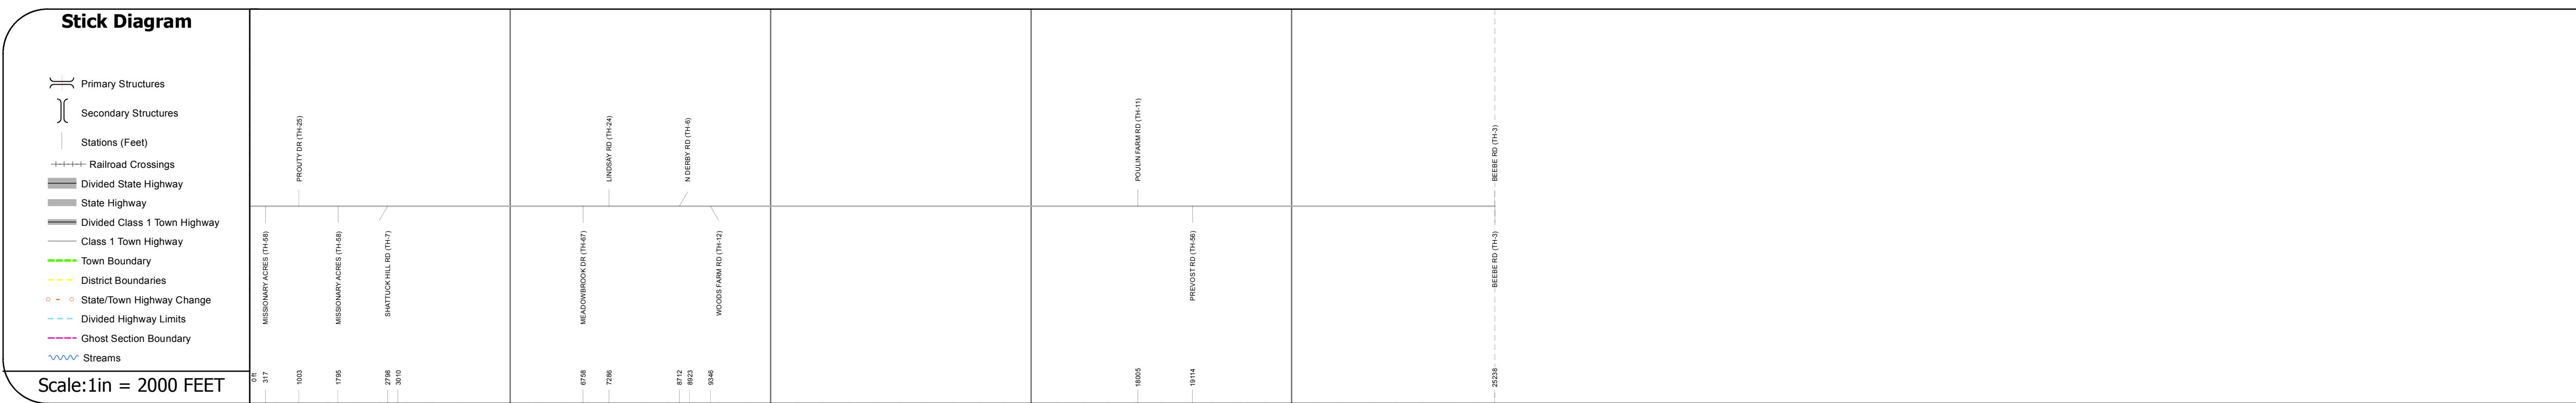 Stick Diagram
Primary Structures
Secondary Structures
Stations (Feet)
Railroad Crossings
Divided State Highway
State Highway
Divided Class 1 Town Highway
Class 1 Town Highway
Town Boundary
District Boundaries
State/Town Highway Change
Divided Highway Limits
Ghost Section Boundary
Streams
Scale:1in = 2000 FEET
PROUTY DR (TH-25)
LINDSAY RD (TH-24)
N DERBY RD (TH-6)
POULIN FARM RD (TH-11)
BEEBE RD (TH-3)
MISSIONARY ACRES (TH-58)
MISSIONARY ACRES (TH-58)
SHATTUCK HILL RD (TH-7)
MEADOWBROOK DR (TH-67)
WOODS FARM RD (TH-12)
PREVOST RD (TH-56)
BEEBE RD (TH-3)
0 ft
317
1003
1795
2798
3010
6758
7286
8712
8923
9346
18005
19114
25238